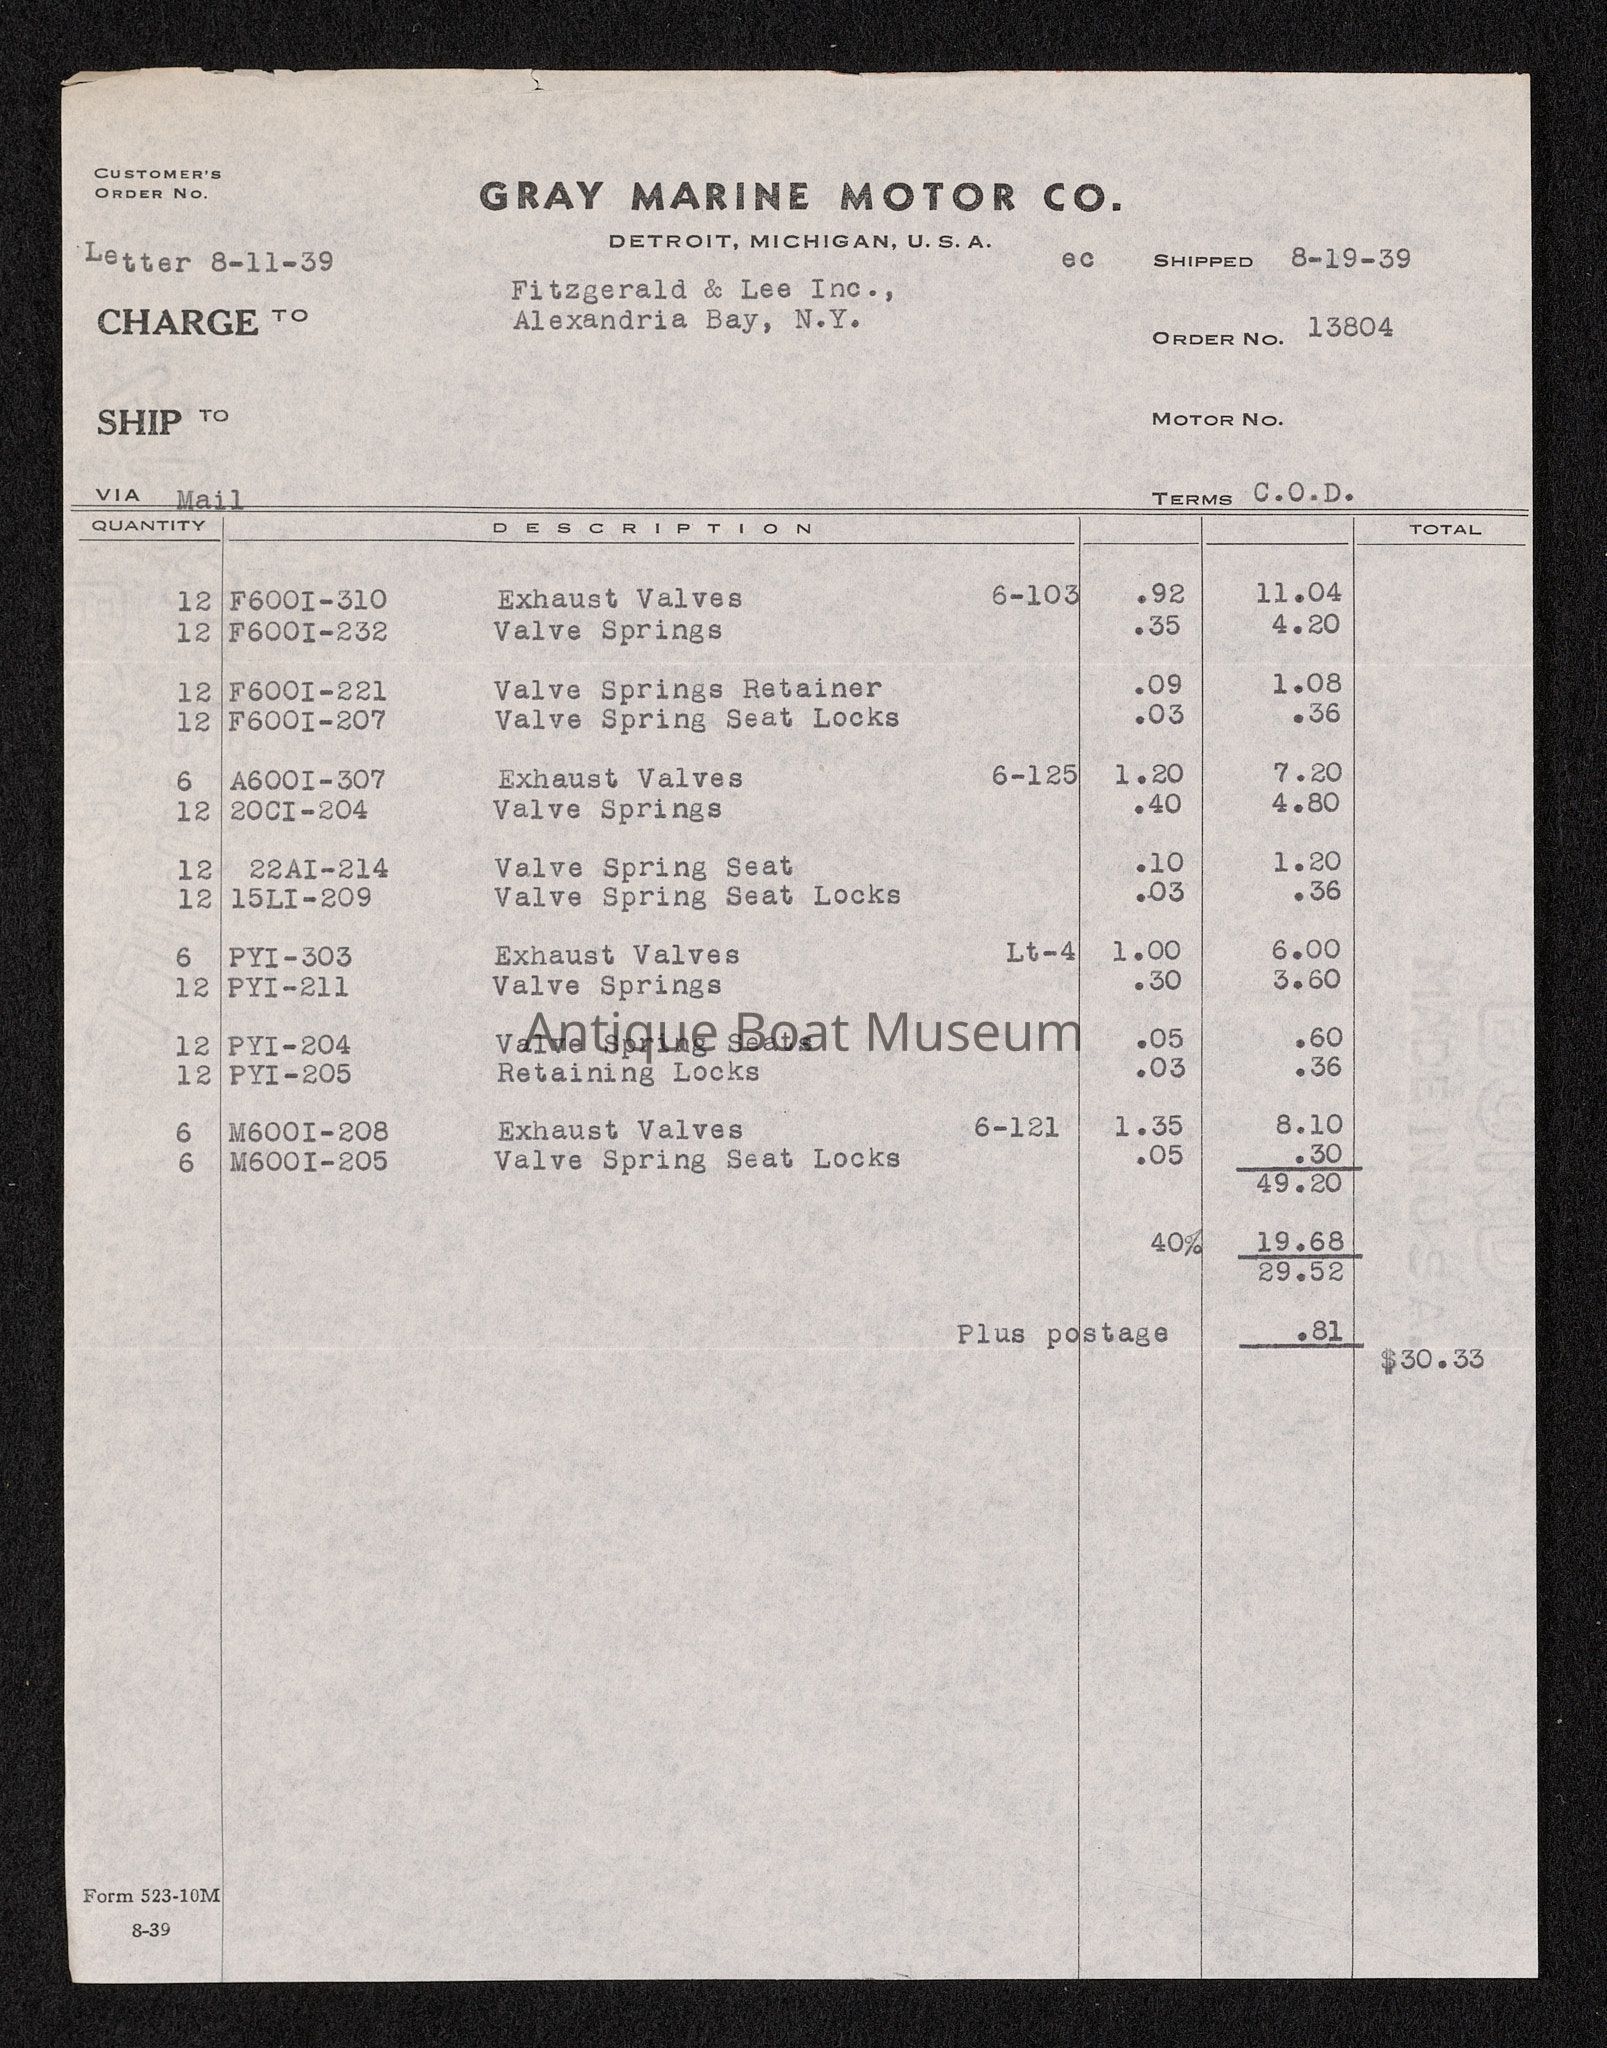 CUSTOMER'S
ORDER NO.
GRAY MARINE MOTOR CO.
DETROIT, MICHIGAN, U. S. A.
Letter 8-11-39
ec SHIPPED 8-19-39
Fitzgerald & Lee Inc.,
CHARGE TO
Alexandria Bay, N.Y.
ORDER NO. 13804
SHIP TO
MOTOR NO.
VIA Mail
TERMS C.O.D.
QUANTITY DESCRIPTION TOTAL
12 F600I-310 Exhaust Valves 6-103 .92 11.04
12 F600I-232 Valve Springs .35 4.20
12 F600I-221 Valve Springs Retainer .09 1.08
12 F600I-207 Valve Spring Seat Locks .03 .36
6 A600I-307 Exhaust Valves 6-125 1.20 7.20
12 20CI-204 Valve Springs .40 4.80
12 22AI-214 Valve Spring Seat .10 1.20
12 15LI-209 Valve Spring Seat Locks .03 .36
6 PYI-303 Exhaust Valves Lt-4 1.00 6.00
12 PYI-211 Valve Springs .30 3.60
Antique Boat Museum
12 PYI-204 Valve Spring Seats .05 .60
12 PYI-205 Retaining Locks .03 .36
6 M600I-208 Exhaust Valves 6-121 1.35 8.10
6 M600I-205 Valve Spring Seat Locks .05 .30
49.20
40% 19.68
29.52
Plus postage .81
$30.33
Form 523-10M
8-39